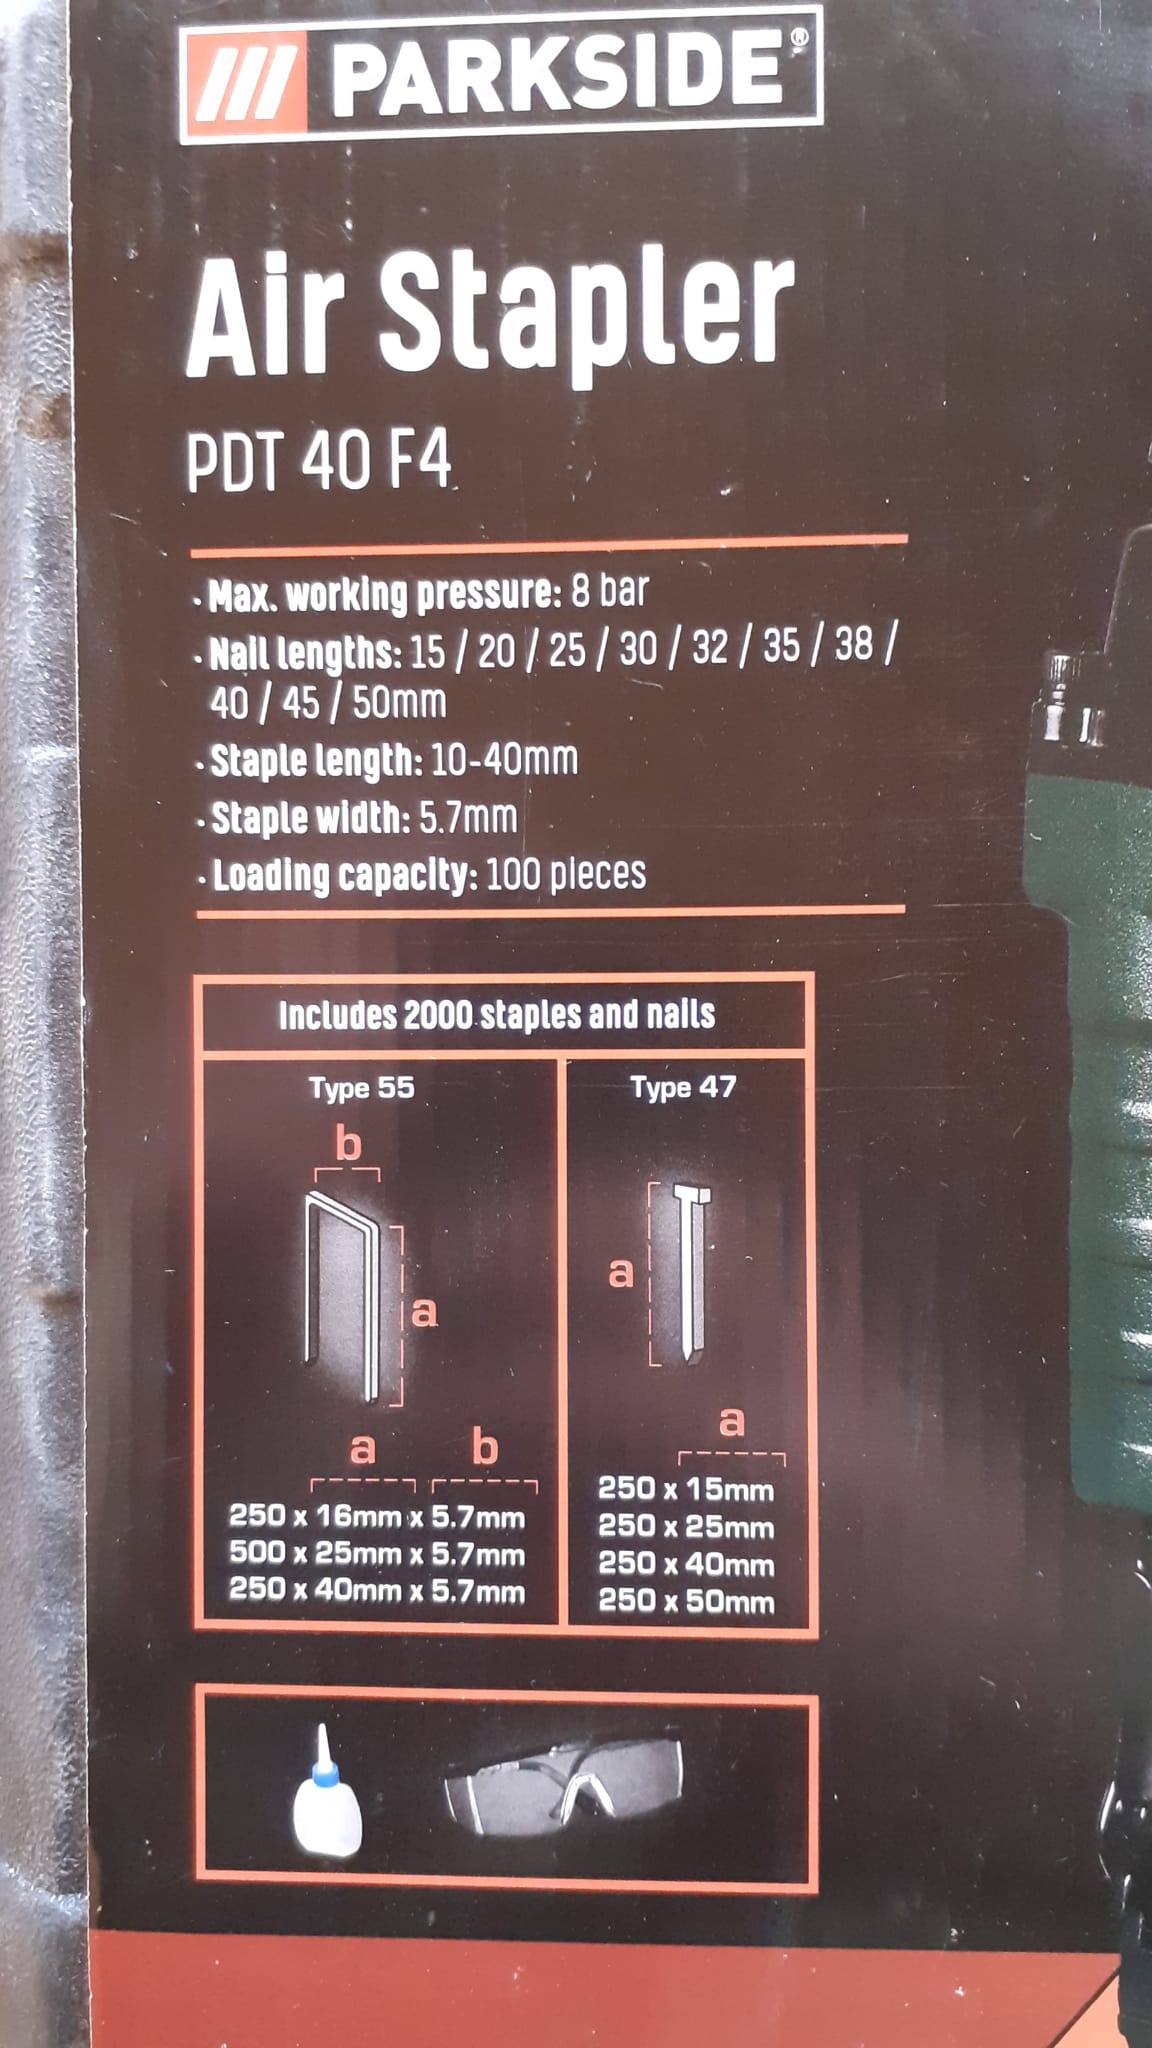 PARKSIDE®
Air Stapler
PDT 40 F4
· Max. working pressure: 8 bar
· Nail lengths: 15 / 20 / 25 / 30 / 32 / 35 / 38 /
40 / 45 / 50mm
· Staple length: 10-40mm
· Staple width: 5.7mm
· Loading capacity: 100 pieces
Includes 2000 staples and nails
Type 55
b
a
a b
250 x 16mm x 5.7mm
500 x 25mm x 5.7mm
250 x 40mm x 5.7mm
Type 47
a
a
250 x 15mm
250 x 25mm
250 x 40mm
250 x 50mm